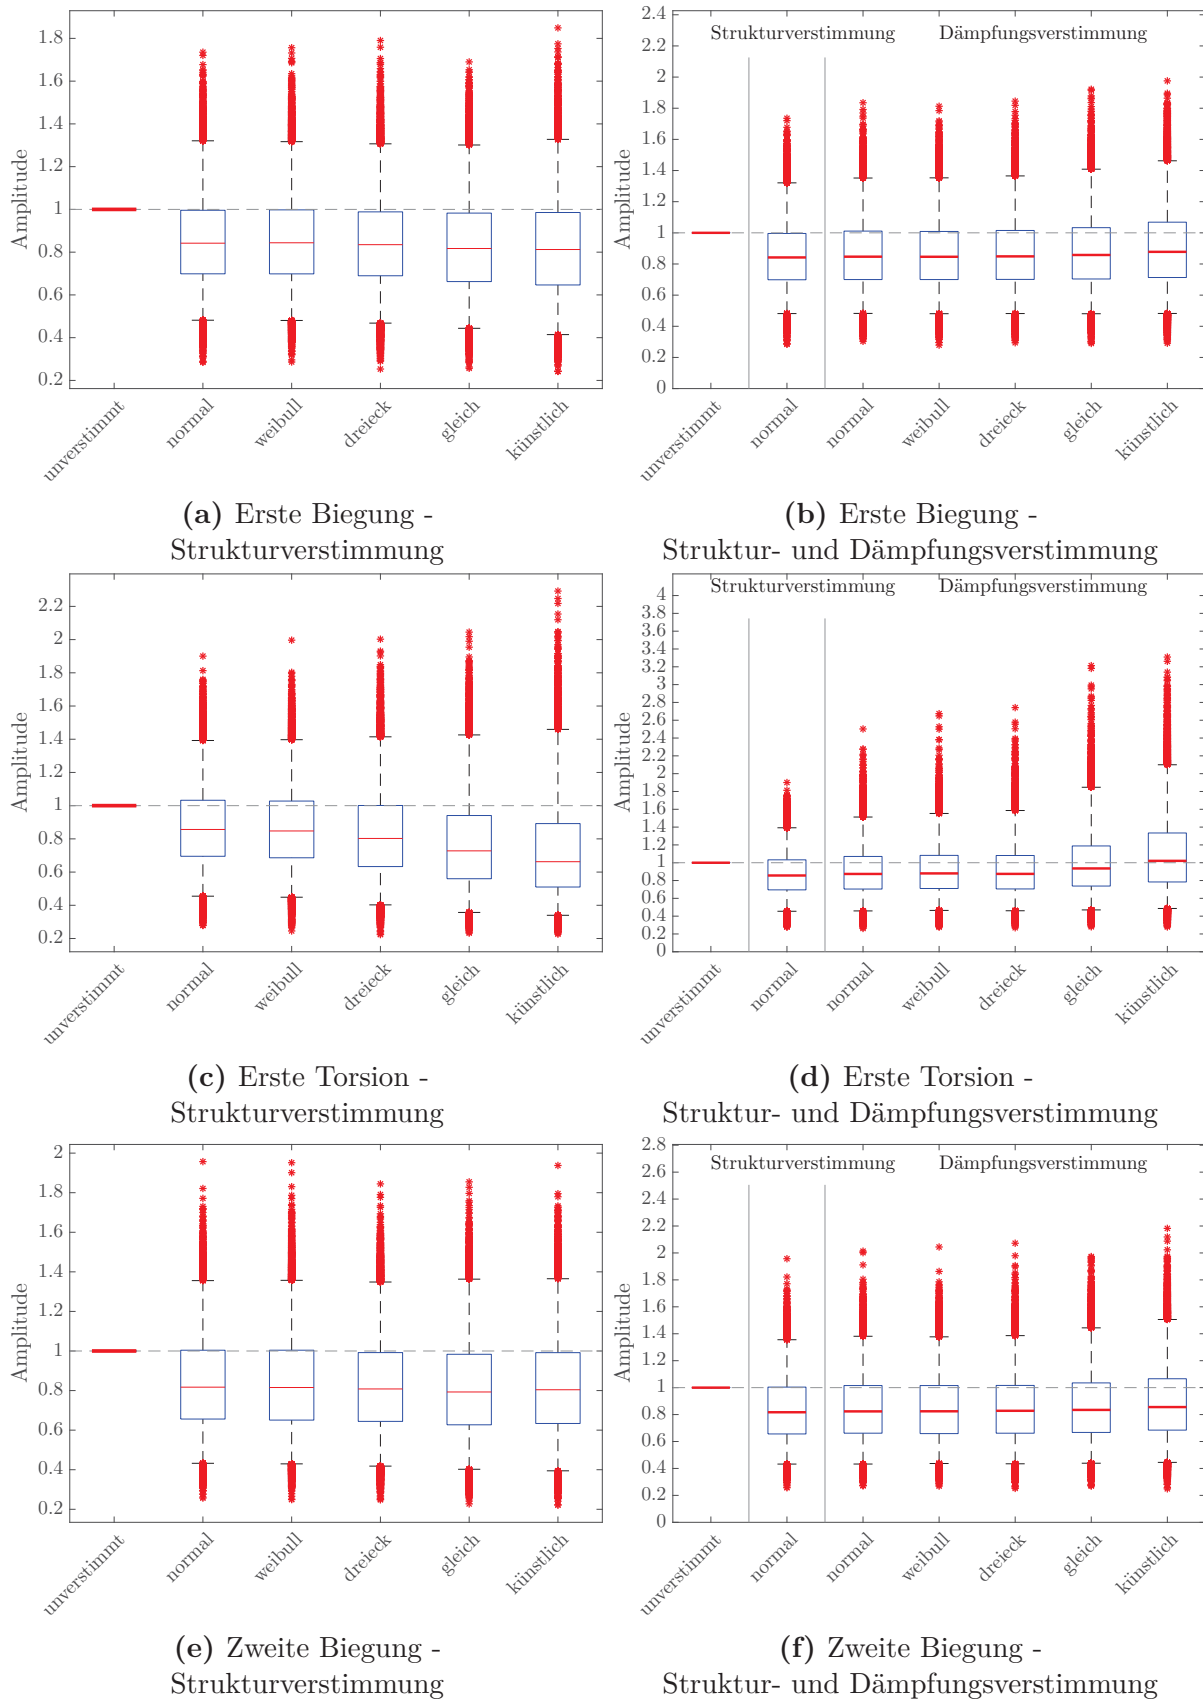 1.8
1.6
1.4
1.2
1
0.8
0.6
0.4
0.2
Amplitude
unverstimmt
normal
weibull
dreieck
gleich
künstlich
(a) Erste Biegung -
Strukturverstimmung
2.4
2.2
2
1.8
1.6
1.4
1.2
1
0.8
0.6
0.4
0.2
0
Amplitude
Strukturverstimmung
Dämpfungsverstimmung
unverstimmt
normal
normal
weibull
dreieck
gleich
künstlich
(b) Erste Biegung -
Struktur- und Dämpfungsverstimmung
2.2
2
1.8
1.6
1.4
1.2
1
0.8
0.6
0.4
0.2
Amplitude
unverstimmt
normal
weibull
dreieck
gleich
künstlich
(c) Erste Torsion -
Strukturverstimmung
4
3.8
3.6
3.4
3.2
3
2.8
2.6
2.4
2.2
2
1.8
1.6
1.4
1.2
1
0.8
0.6
0.4
0.2
0
Amplitude
Strukturverstimmung
Dämpfungsverstimmung
unverstimmt
normal
normal
weibull
dreieck
gleich
künstlich
(d) Erste Torsion -
Struktur- und Dämpfungsverstimmung
2
1.8
1.6
1.4
1.2
1
0.8
0.6
0.4
0.2
Amplitude
unverstimmt
normal
weibull
dreieck
gleich
künstlich
(e) Zweite Biegung -
Strukturverstimmung
2.8
2.6
2.4
2.2
2
1.8
1.6
1.4
1.2
1
0.8
0.6
0.4
0.2
0
Amplitude
Strukturverstimmung
Dämpfungsverstimmung
unverstimmt
normal
normal
weibull
dreieck
gleich
künstlich
(f) Zweite Biegung -
Struktur- und Dämpfungsverstimmung